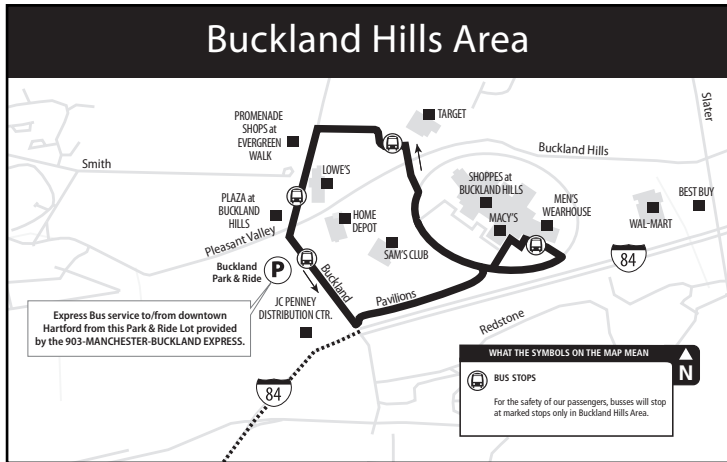 Buckland Hills Area
PROMENADE
SHOPS at
EVERGREEN
WALK
TARGET
Slater
Buckland Hills
Smith
LOWE'S
SHOPPES at
BUCKLAND HILLS
MEN'S
WEARHOUSE
BEST BUY
PLAZA at
BUCKLAND
HILLS
HOME
DEPOT
MACY'S
WAL-MART
Pleasant Valley
SAM'S CLUB
84
Buckland
Park & Ride
P
Buckland
Pavilions
JC PENNEY
DISTRIBUTION CTR.
Redstone
Express Bus service to/from downtown
Hartford from this Park & Ride Lot provided
by the 903-MANCHESTER-BUCKLAND EXPRESS.
84
WHAT THE SYMBOLS ON THE MAP MEAN
N
BUS STOPS
For the safety of our passengers, busses will stop
at marked stops only in Buckland Hills Area.